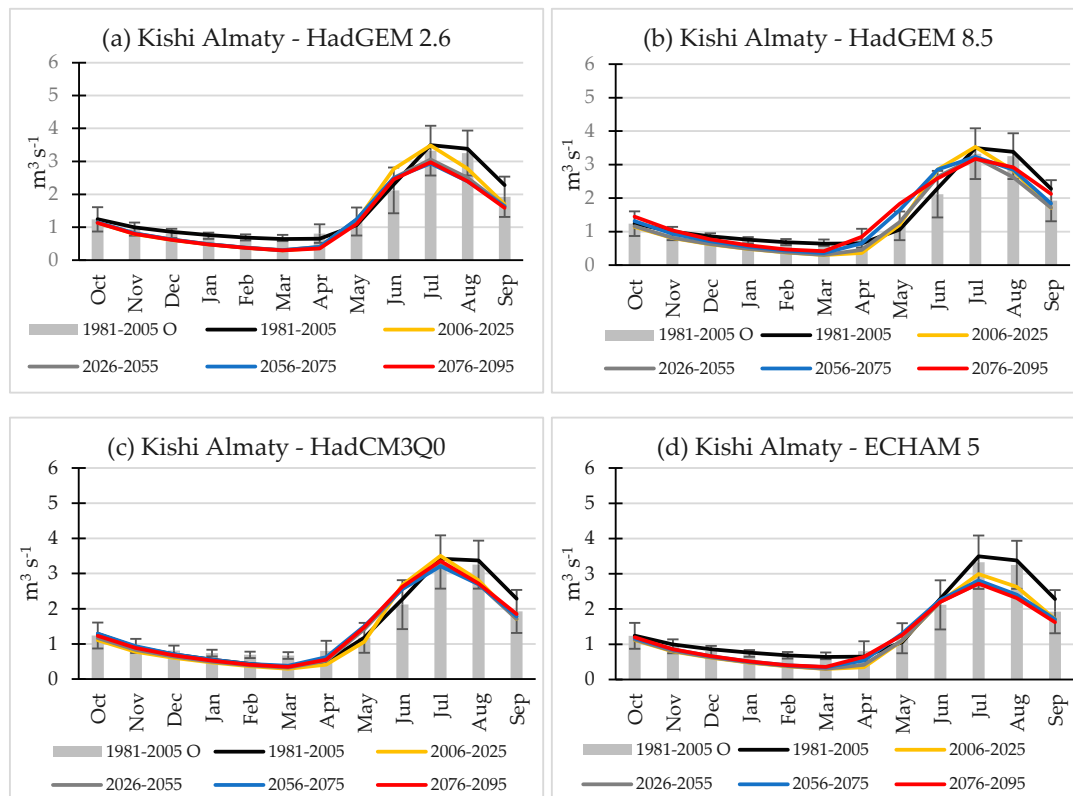 (a) Kishi Almaty - HadGEM 2.6
6
5
4
3
2
1
0
m³ s⁻¹
Oct Nov Dec Jan Feb Mar Apr May Jun Jul Aug Sep
1981-2005 O 1981-2005 2006-2025
2026-2055 2056-2075 2076-2095
(b) Kishi Almaty - HadGEM 8.5
6
5
4
3
2
1
0
m³ s⁻¹
Oct Nov Dec Jan Feb Mar Apr May Jun Jul Aug Sep
1981-2005 O 1981-2005 2006-2025
2026-2055 2056-2075 2076-2095
(c) Kishi Almaty - HadCM3Q0
6
5
4
3
2
1
0
m³ s⁻¹
Oct Nov Dec Jan Feb Mar Apr May Jun Jul Aug Sep
1981-2005 O 1981-2005 2006-2025
2026-2055 2056-2075 2076-2095
(d) Kishi Almaty - ECHAM 5
6
5
4
3
2
1
0
m³ s⁻¹
Oct Nov Dec Jan Feb Mar Apr May Jun Jul Aug Sep
1981-2005 O 1981-2005 2006-2025
2026-2055 2056-2075 2076-2095